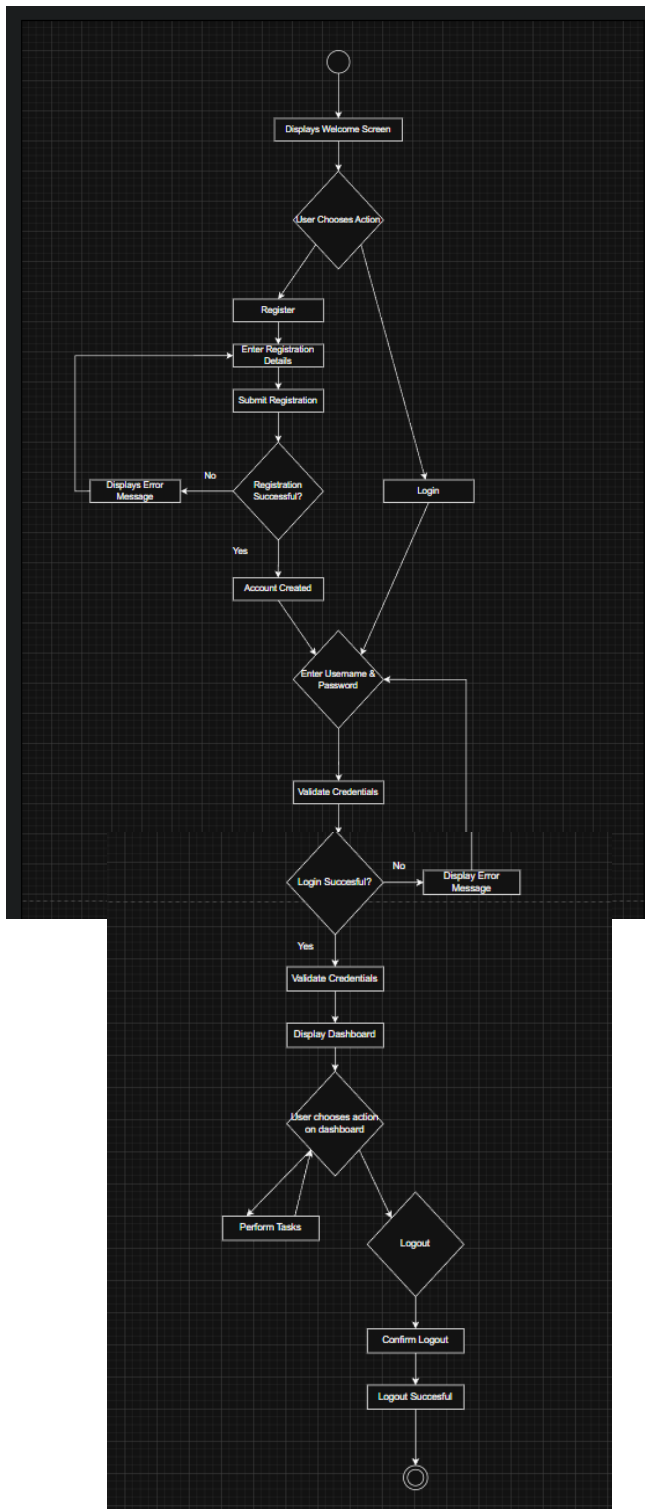 Displays Welcome Screen
User Chooses Action
Register
Enter Registration
Details
Submit Registration
No
Registration
Successful?
Displays Error
Message
Login
Yes
Account Created
Enter Username &
Password
Validate Credentials
Login Succesful?
No
Display Error
Message
Yes
Validate Credentials
Display Dashboard
User chooses action
on dashboard
Perform Tasks
Logout
Confirm Logout
Logout Succesful